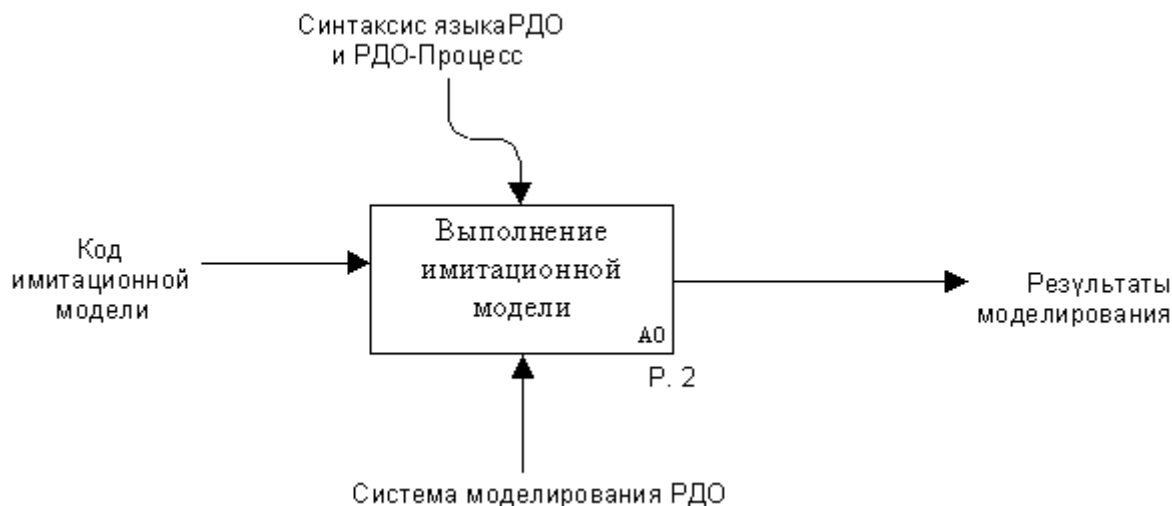 Синтаксис языкаРДО
и РДО-Процесс
Код
имитационной
модели
Выполнение
имитационной
модели
A0
P. 2
Результаты
моделирования
Система моделирования РДО